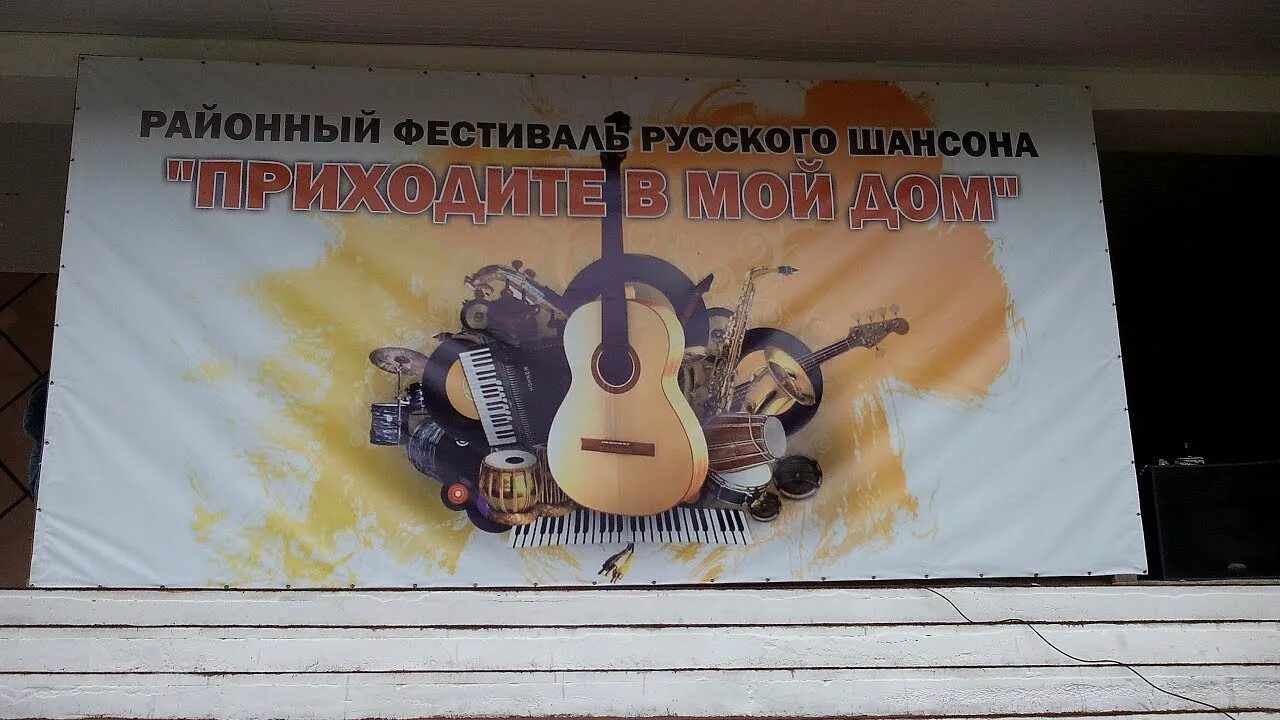 РАЙОННЫЙ ФЕСТИВАЛЬ РУССКОГО ШАНСОНА
"ПРИХОДИТЕ В МОЙ ДОМ"